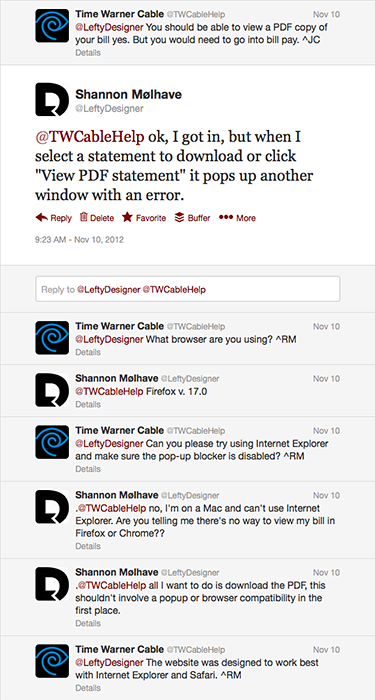 Time Warner Cable @TWCableHelp Nov 10
@LeftyDesigner You should be able to view a PDF copy of
your bill yes. But you would need to go into bill pay. ^JC
Details
Shannon Mølhave
@LeftyDesigner
@TWCableHelp ok, I got in, but when I
select a statement to download or click
"View PDF statement" it pops up another
window with an error.
Reply Delete Favorite Buffer More
9:23 AM - Nov 10, 2012
Reply to @LeftyDesigner @TWCableHelp
Time Warner Cable @TWCableHelp Nov 10
@LeftyDesigner What browser are you using? ^RM
Details
Shannon Mølhave @LeftyDesigner Nov 10
@TWCableHelp Firefox v. 17.0
Details
Time Warner Cable @TWCableHelp Nov 10
@LeftyDesigner Can you please try using Internet Explorer
and make sure the pop-up blocker is disabled? ^RM
Details
Shannon Mølhave @LeftyDesigner Nov 10
.@TWCableHelp no, I'm on a Mac and can't use Internet
Explorer. Are you telling me there's no way to view my bill in
Firefox or Chrome??
Details
Shannon Mølhave @LeftyDesigner Nov 10
.@TWCableHelp all I want to do is download the PDF, this
shouldn't involve a popup or browser compatibility in the
first place.
Details
Time Warner Cable @TWCableHelp Nov 10
@LeftyDesigner The website was designed to work best
with Internet Explorer and Safari. ^RM
Details